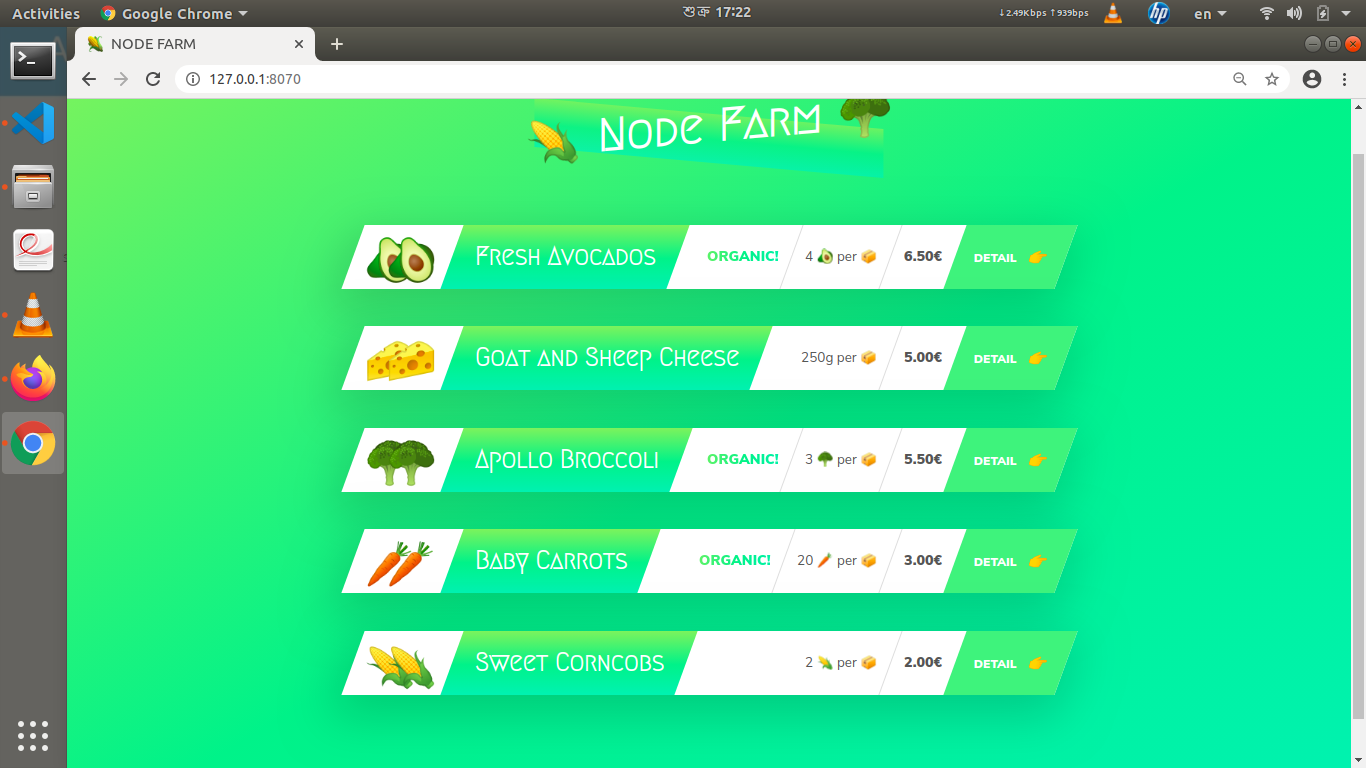 Activities Google Chrome শুক্র 17:22 ↓2.49Kbps ↑939bps hp en
NODE FARM
127.0.0.1:8070
Node Farm
Fresh Avocados ORGANIC! 4 🥑 per 📦 6.50€ DETAIL 👉
Goat and Sheep Cheese 250g per 📦 5.00€ DETAIL 👉
Apollo Broccoli ORGANIC! 3 🥦 per 📦 5.50€ DETAIL 👉
Baby Carrots ORGANIC! 20 🥕 per 📦 3.00€ DETAIL 👉
Sweet Corncobs 2 🌽 per 📦 2.00€ DETAIL 👉